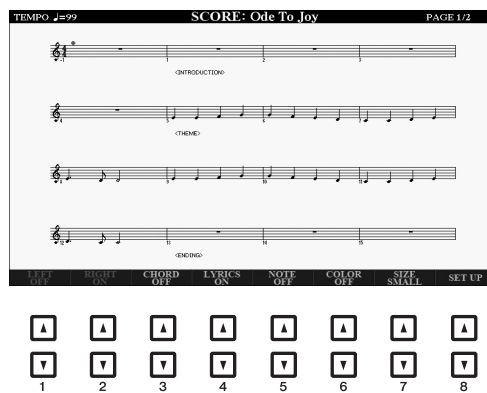 TEMPO ♩=99 SCORE: Ode To Joy PAGE 1/2
-1 1 2 3
<INTRODUCTION>
4 5 6 7
<THEME>
8 9 10 11
12 13 14 15
<ENDING>
LEFT RIGHT CHORD LYRICS NOTE COLOR SIZE SET UP
OFF ON OFF ON OFF OFF SMALL
1 2 3 4 5 6 7 8